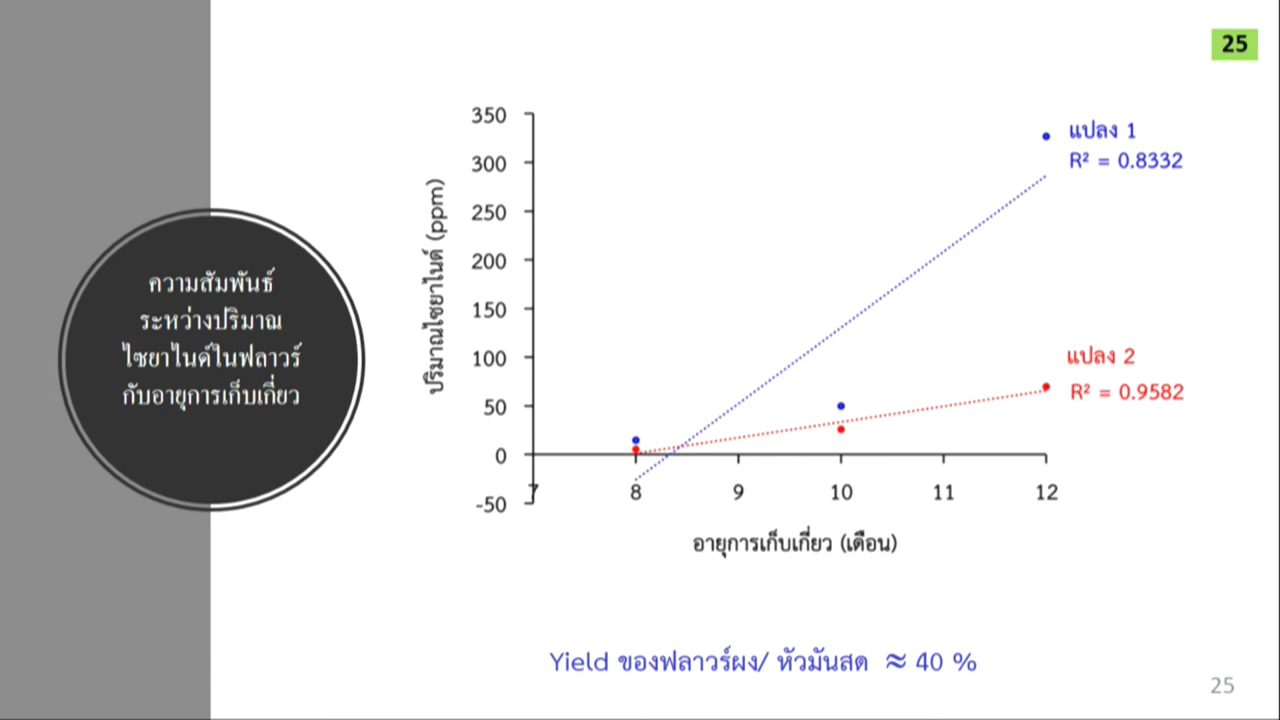 25
ความสัมพันธ์
ระหว่างปริมาณ
ไซยาไนด์ในฟลาวร์
กับอายุการเก็บเกี่ยว
ปริมาณไซยาไนด์ (ppm)
350
300
250
200
150
100
50
0
-50
7 8 9 10 11 12
อายุการเก็บเกี่ยว (เดือน)
แปลง 1
R² = 0.8332
แปลง 2
R² = 0.9582
Yield ของฟลาวร์ผง/ หัวมันสด ≈ 40 %
25